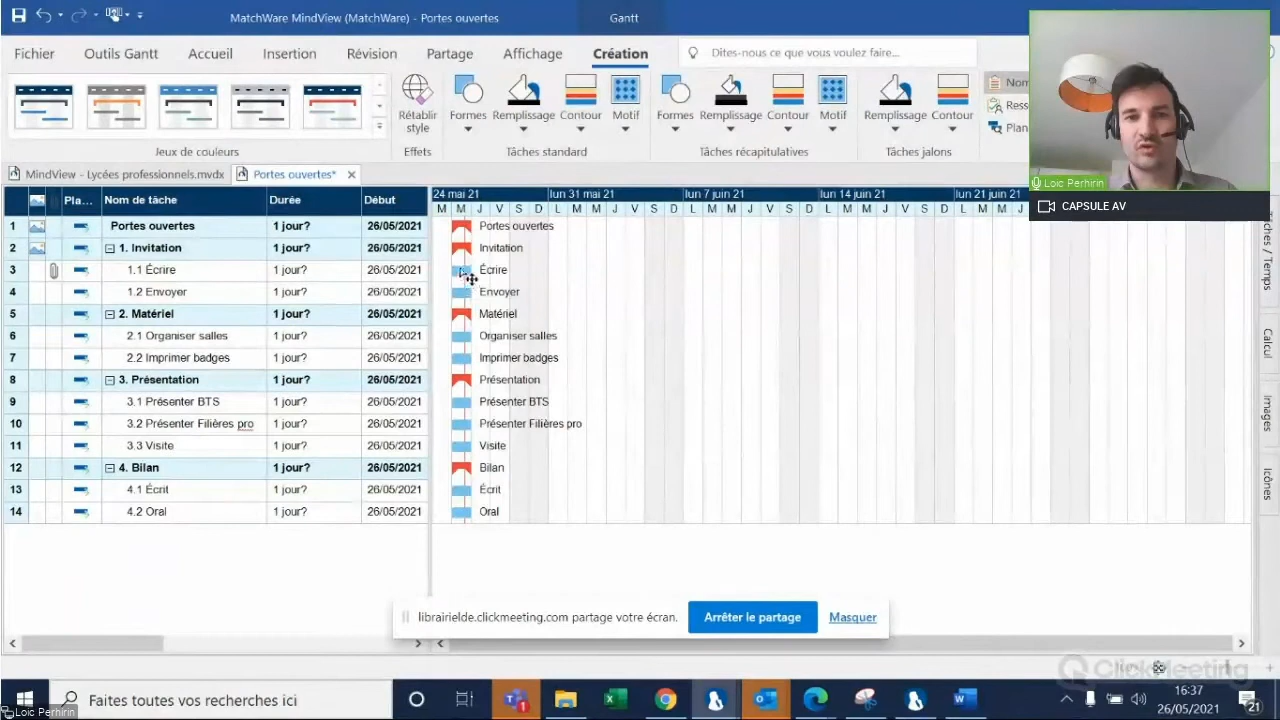 MatchWare MindView (MatchWare) - Portes ouvertes
Gantt
Fichier
Outils Gantt
Accueil
Insertion
Révision
Partage
Affichage
Création
Dites-nous ce que vous voulez faire...
Rétablir style
Formes
Remplissage
Contour
Motif
Formes
Remplissage
Contour
Motif
Remplissage
Contour
Nom
Ress
Plan
Jeux de couleurs
Effets
Tâches standard
Tâches récapitulatives
Tâches jalons
Loic Perhirin
CAPSULE AV
MindView - Lycées professionnels.mvdx
Portes ouvertes*
Pla... Nom de tâche Durée Début
24 mai 21 lun 31 mai 21 lun 7 juin 21 lun 14 juin 21 lun 21 juin 21
M M J V S D L M M J V S D L M M J V S D L M M J V S D L M M J
1 Portes ouvertes 1 jour? 26/05/2021 Portes ouvertes
2 1. Invitation 1 jour? 26/05/2021 Invitation
3 1.1 Écrire 1 jour? 26/05/2021 Écrire
4 1.2 Envoyer 1 jour? 26/05/2021 Envoyer
5 2. Matériel 1 jour? 26/05/2021 Matériel
6 2.1 Organiser salles 1 jour? 26/05/2021 Organiser salles
7 2.2 Imprimer badges 1 jour? 26/05/2021 Imprimer badges
8 3. Présentation 1 jour? 26/05/2021 Présentation
9 3.1 Présenter BTS 1 jour? 26/05/2021 Présenter BTS
10 3.2 Présenter Filières pro 1 jour? 26/05/2021 Présenter Filières pro
11 3.3 Visite 1 jour? 26/05/2021 Visite
12 4. Bilan 1 jour? 26/05/2021 Bilan
13 4.1 Écrit 1 jour? 26/05/2021 Écrit
14 4.2 Oral 1 jour? 26/05/2021 Oral
/ Temps
Calcul
Images
Icônes
librairielde.clickmeeting.com partage votre écran.
Arrêter le partage
Masquer
ClickMeeting
Faites toutes vos recherches ici
16:37
26/05/2021
21
Loic Perhirin